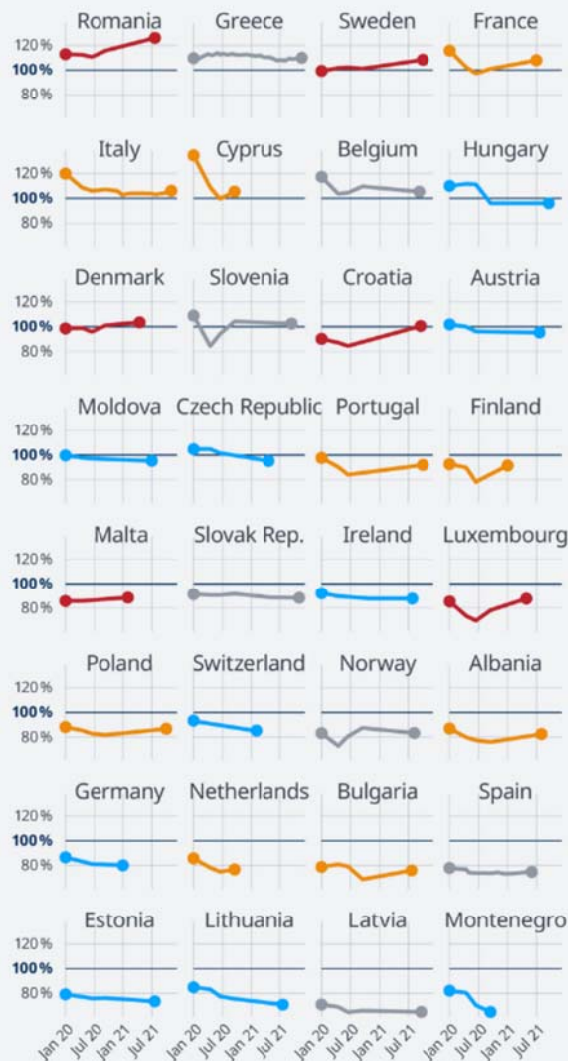 Romania Greece Sweden France
120%
100%
80%
Italy Cyprus Belgium Hungary
120%
100%
80%
Denmark Slovenia Croatia Austria
120%
100%
80%
Moldova Czech Republic Portugal Finland
120%
100%
80%
Malta Slovak Rep. Ireland Luxembourg
120%
100%
80%
Poland Switzerland Norway Albania
120%
100%
80%
Germany Netherlands Bulgaria Spain
120%
100%
80%
Estonia Lithuania Latvia Montenegro
120%
100%
80%
Jan 20 Jul 20 Jan 21 Jul 21 Jan 20 Jul 20 Jan 21 Jul 21 Jan 20 Jul 20 Jan 21 Jul 21 Jan 20 Jul 20 Jan 21 Jul 21